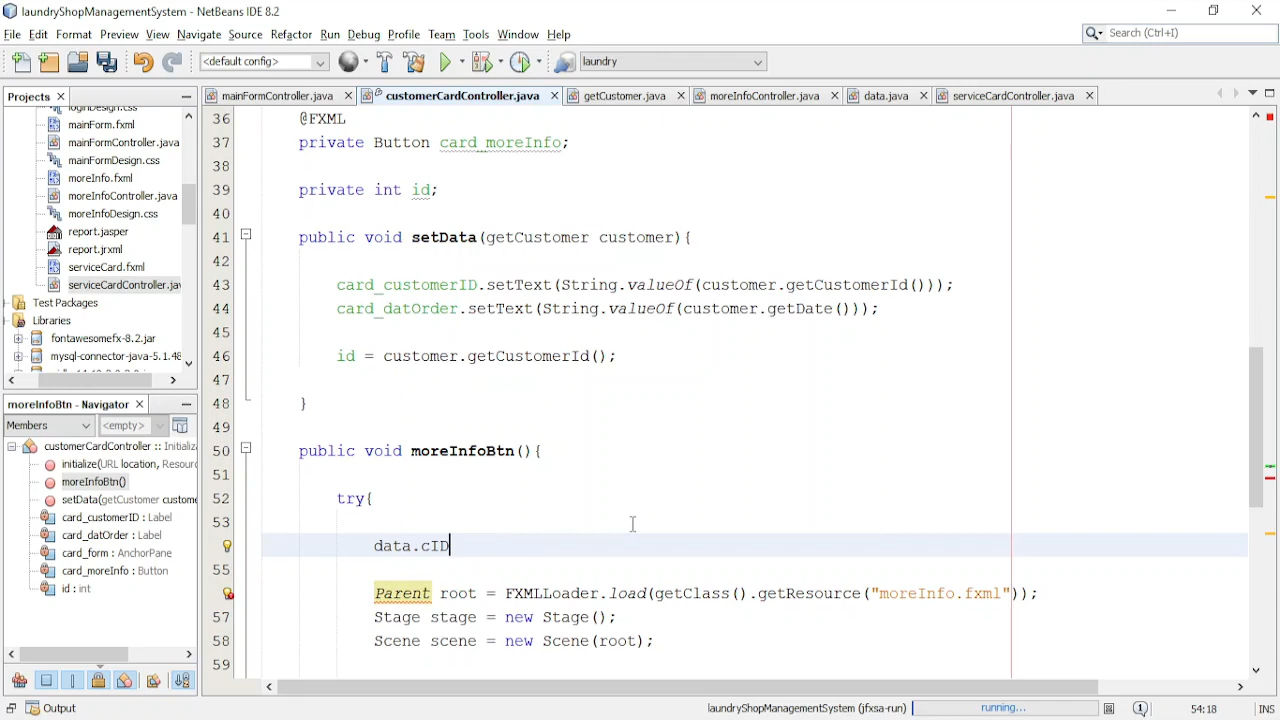 laundryShopManagementSystem - NetBeans IDE 8.2
File Edit Format Preview View Navigate Source Refactor Run Debug Profile Team Tools Window Help
Search (Ctrl+I)
<default config>
laundry
Projects
mainFormController.java
customerCardController.java
getCustomer.java
moreInfoController.java
data.java
serviceCardController.java
loginDesign.css
mainForm.fxml
mainFormController.java
mainFormDesign.css
moreInfo.fxml
moreInfoController.java
moreInfoDesign.css
report.jasper
report.jrxml
serviceCard.fxml
serviceCardController.jav
Test Packages
Libraries
fontawesomefx-8.2.jar
mysql-connector-java-5.1.48
moreInfoBtn - Navigator
Members
<empty>
customerCardController :: Initializ
initialize(URL location, Resourc
moreInfoBtn()
setData(getCustomer custome
card_customerID : Label
card_datOrder : Label
card_form : AnchorPane
card_moreInfo : Button
id : int
36 @FXML
37 private Button card_moreInfo;
38
39 private int id;
40
41 public void setData(getCustomer customer){
42
43 card_customerID.setText(String.valueOf(customer.getCustomerId()));
44 card_datOrder.setText(String.valueOf(customer.getDate()));
45
46 id = customer.getCustomerId();
47
48 }
49
50 public void moreInfoBtn(){
51
52 try{
53
data.cID
55
Parent root = FXMLLoader.load(getClass().getResource("moreInfo.fxml"));
57 Stage stage = new Stage();
58 Scene scene = new Scene(root);
59
Output
laundryShopManagementSystem (jfxsa-run)
running...
54:18
INS